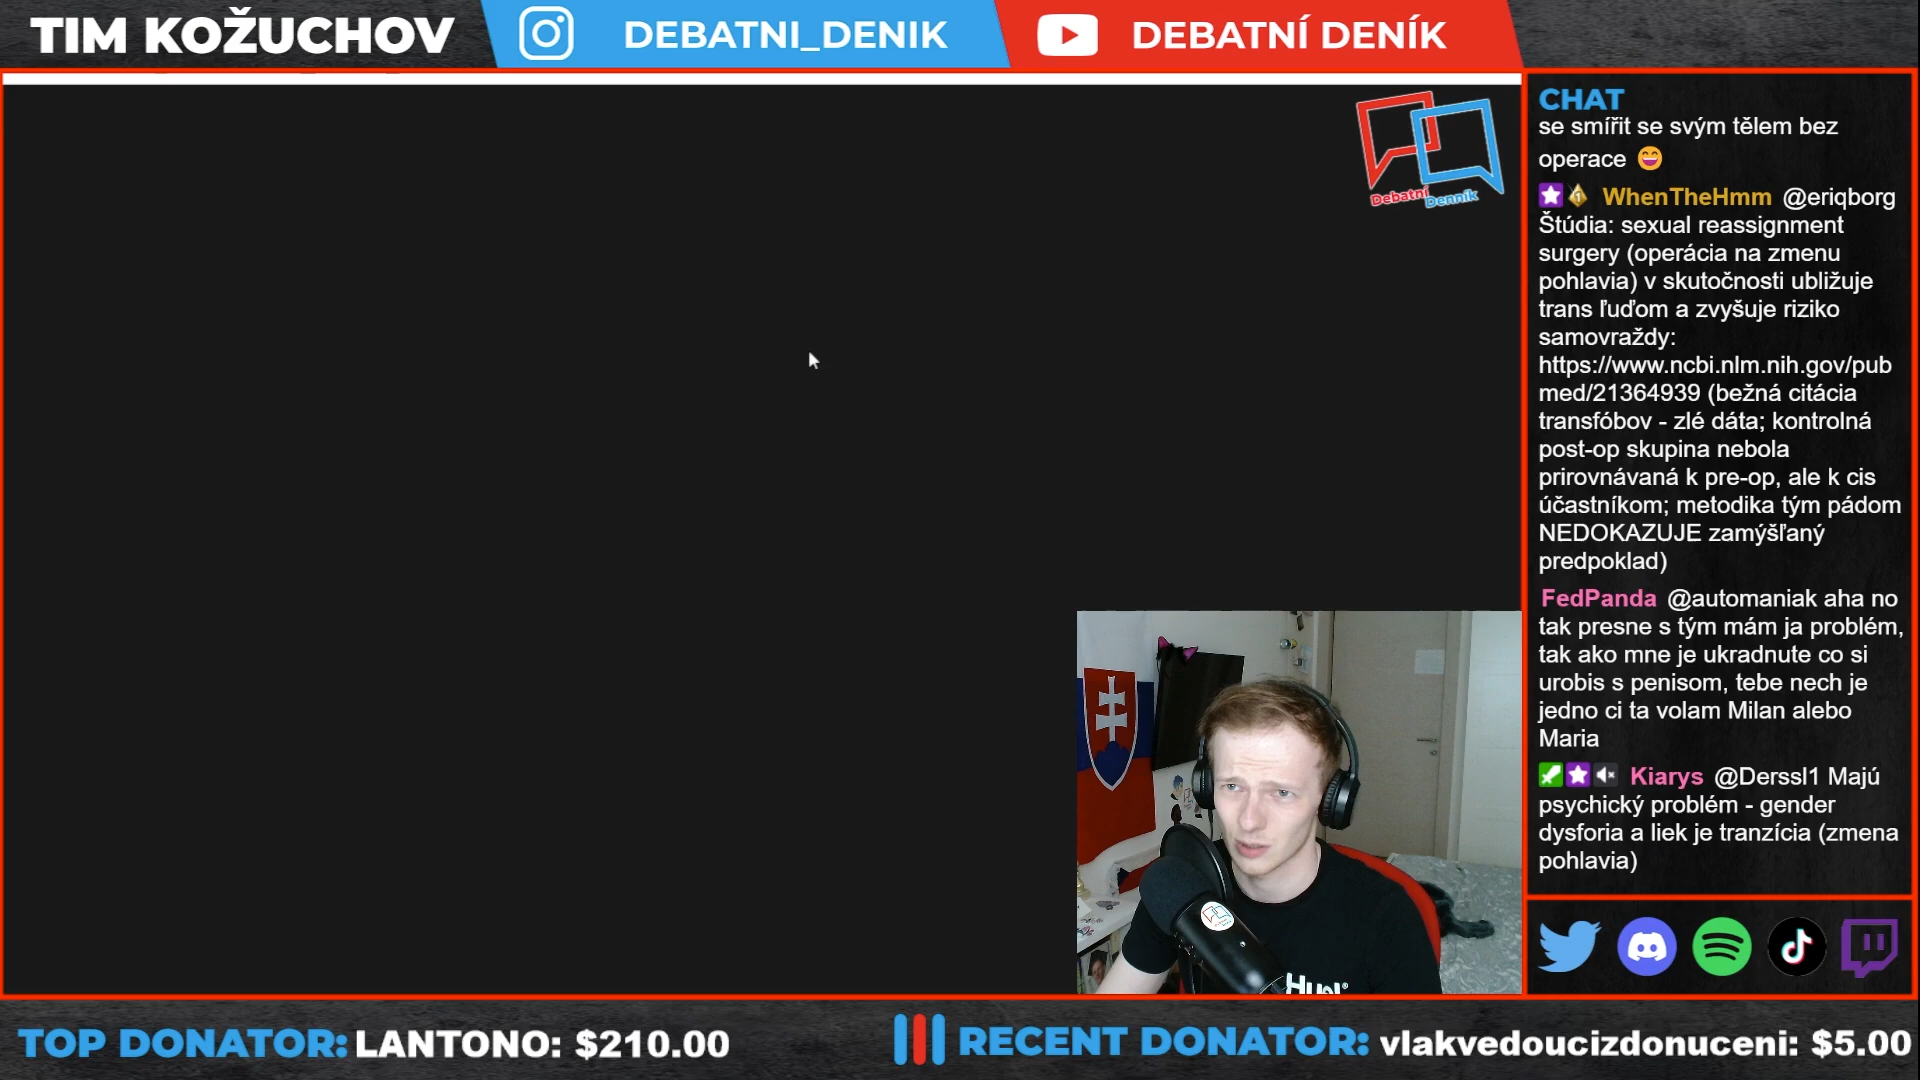 TIM KOŽUCHOV
DEBATNI_DENIK
DEBATNÍ DENÍK
Debatní
Denník
CHAT
se smířit se svým tělem bez
operace
WhenTheHmm @eriqborg
Štúdia: sexual reassignment
surgery (operácia na zmenu
pohlavia) v skutočnosti ubližuje
trans ľuďom a zvyšuje riziko
samovraždy:
https://www.ncbi.nlm.nih.gov/pub
med/21364939 (bežná citácia
transfóbov - zlé dáta; kontrolná
post-op skupina nebola
prirovnávaná k pre-op, ale k cis
účastníkom; metodika tým pádom
NEDOKAZUJE zamýšľaný
predpoklad)
FedPanda @automaniak aha no
tak presne s tým mám ja problém,
tak ako mne je ukradnute co si
urobis s penisom, tebe nech je
jedno ci ta volam Milan alebo
Maria
Kiarys @Derssl1 Majú
psychický problém - gender
dysforia a liek je tranzícia (zmena
pohlavia)
TOP DONATOR: LANTONO: $210.00
RECENT DONATOR: vlakvedoucizdonuceni: $5.00